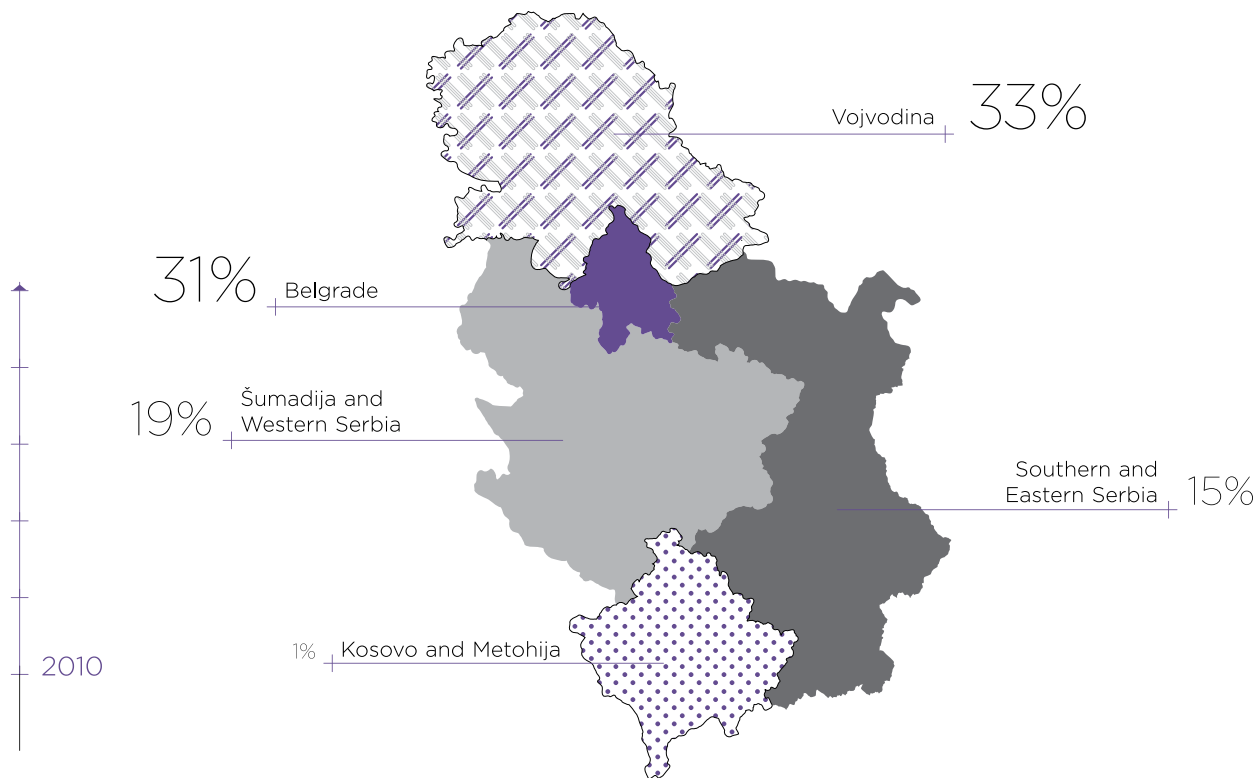 Vojvodina
33%
31%
Belgrade
19%
Šumadija and
Western Serbia
Southern and
Eastern Serbia
15%
1%
Kosovo and Metohija
2010